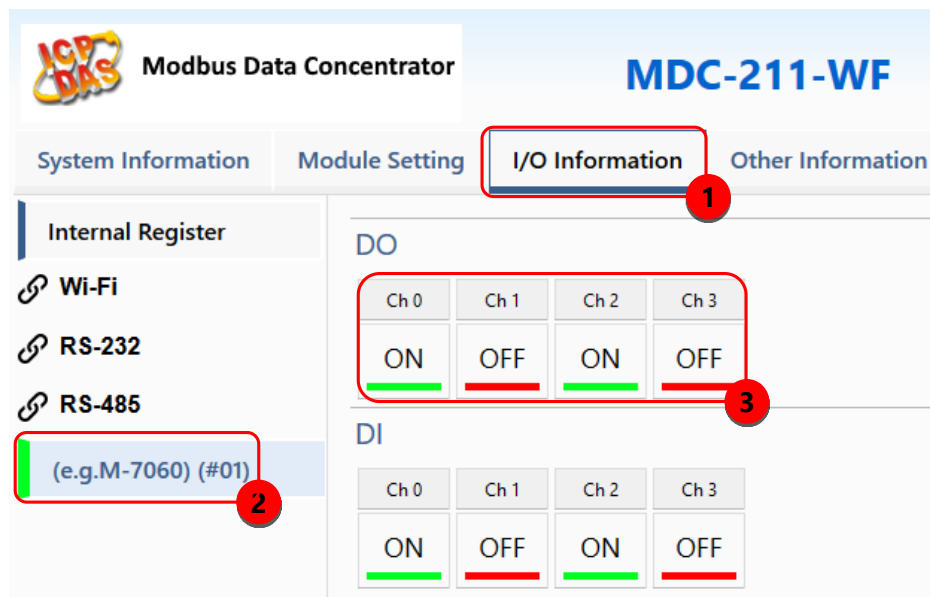 ICP DAS
Modbus Data Concentrator
MDC-211-WF
System Information Module Setting I/O Information Other Information
1
Internal Register
Wi-Fi
RS-232
RS-485
(e.g.M-7060) (#01)
2
DO
Ch 0 Ch 1 Ch 2 Ch 3
ON OFF ON OFF
3
DI
Ch 0 Ch 1 Ch 2 Ch 3
ON OFF ON OFF